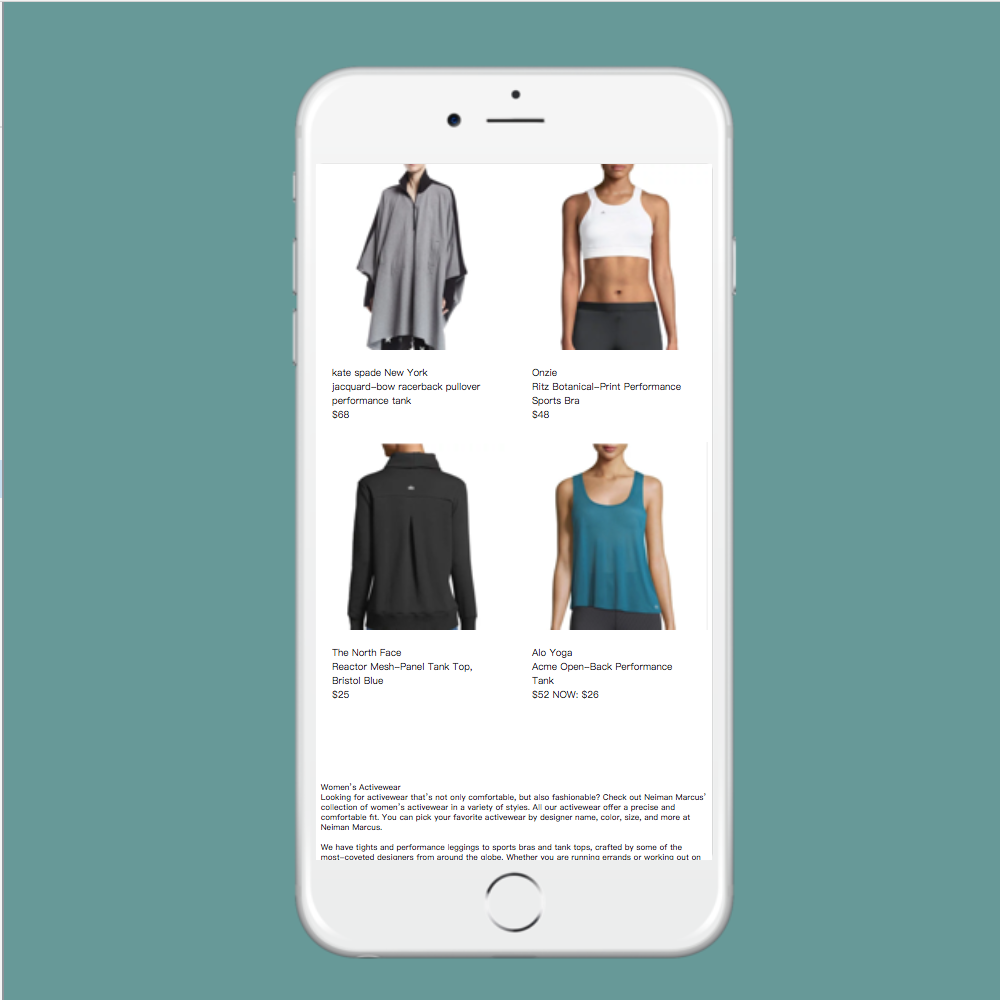 kate spade New York
jacquard-bow racerback pullover
performance tank
$68
Onzie
Ritz Botanical-Print Performance
Sports Bra
$48
The North Face
Reactor Mesh-Panel Tank Top,
Bristol Blue
$25
Alo Yoga
Acme Open-Back Performance
Tank
$52 NOW: $26
Women's Activewear
Looking for activewear that's not only comfortable, but also fashionable? Check out Neiman Marcus'
collection of women's activewear in a variety of styles. All our activewear offer a precise and
comfortable fit. You can pick your favorite activewear by designer name, color, size, and more at
Neiman Marcus.
We have tights and performance leggings to sports bras and tank tops, crafted by some of the
most-coveted designers from around the globe. Whether you are running errands or working out on